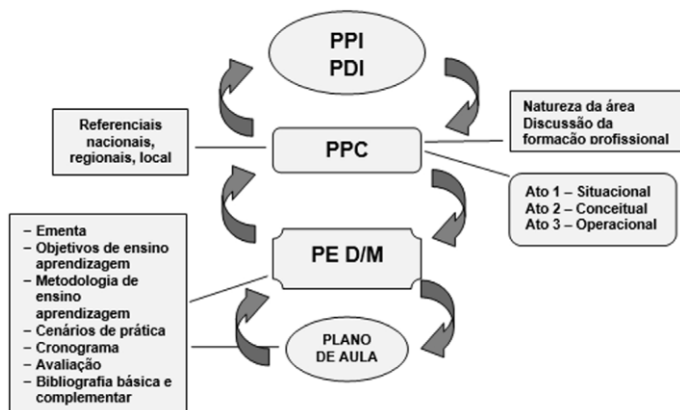 PPI
PDI
Referenciais
nacionais,
regionais, local
PPC
Natureza da área
Discussão da
formação profissional
Ato 1 – Situacional
Ato 2 – Conceitual
Ato 3 – Operacional
– Ementa
– Objetivos de ensino
aprendizagem
– Metodologia de
ensino
aprendizagem
– Cenários de prática
– Cronograma
– Avaliação
– Bibliografia básica e
complementar
PE D/M
PLANO
DE AULA